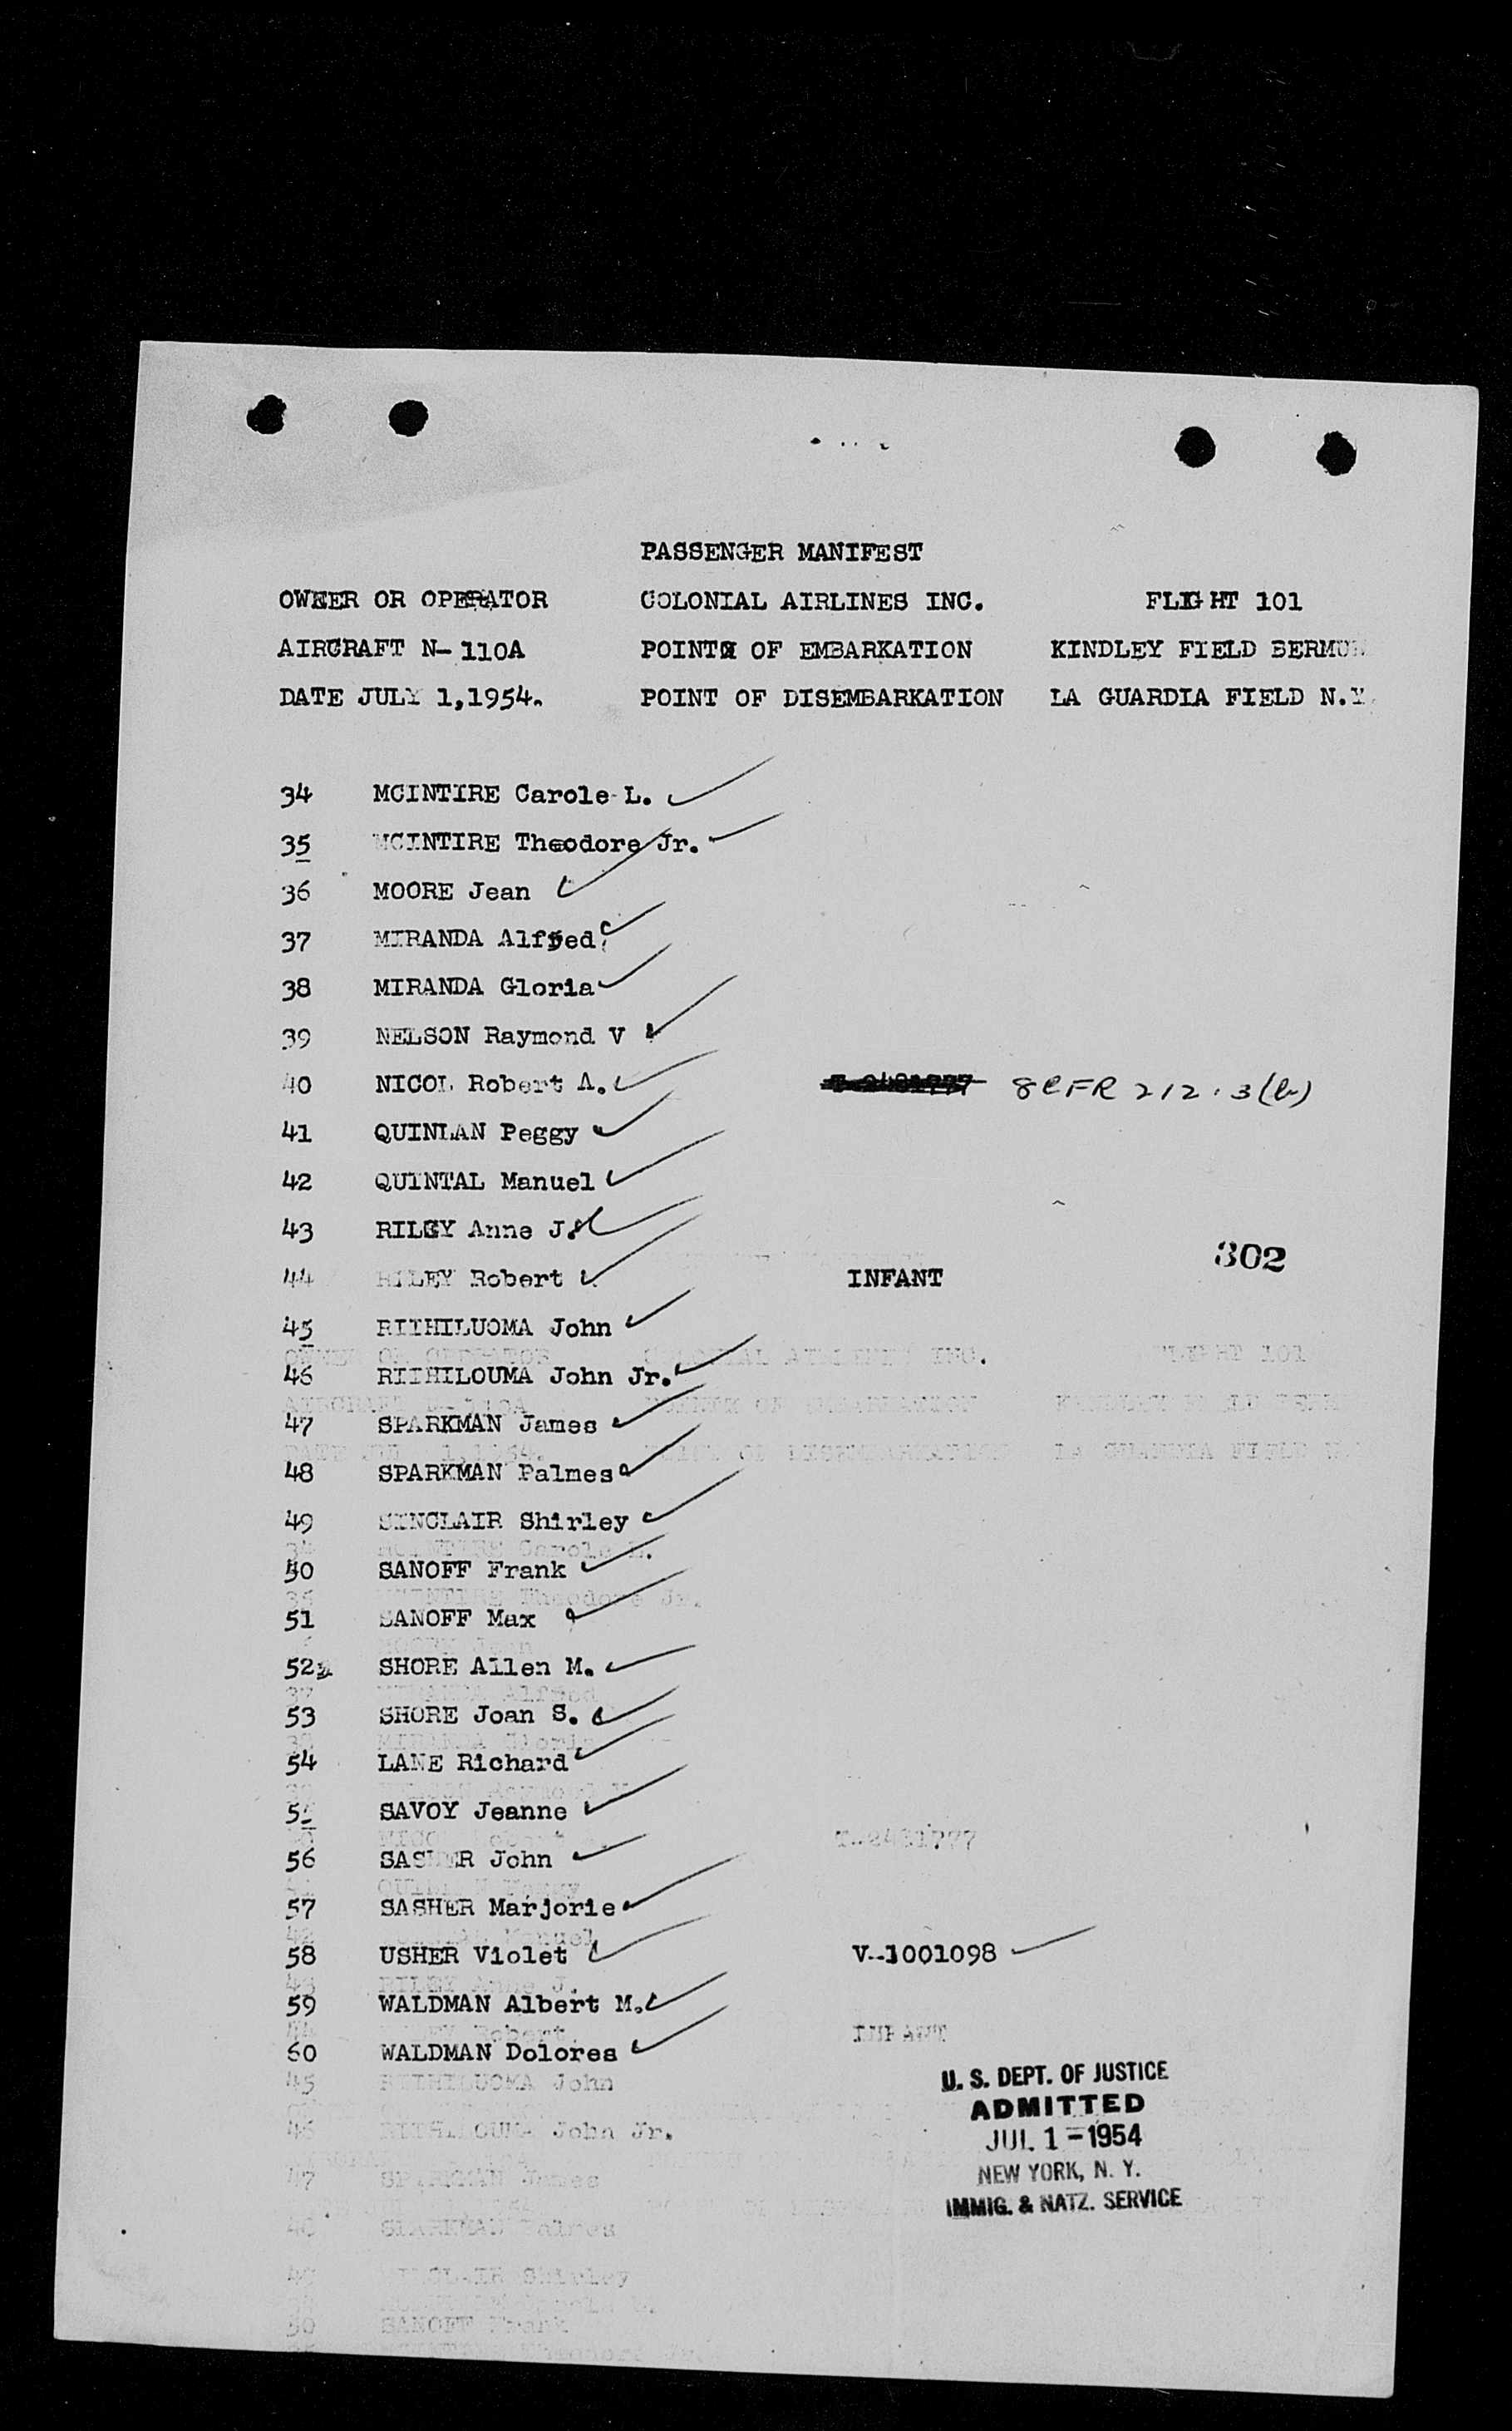 PASSENGER MANIFEST
OWNER OR OPERATOR COLONIAL AIRLINES INC. FLIGHT 101
AIRCRAFT N-110A POINT OF EMBARKATION KINDLEY FIELD
DATE JULY 1,1954. POINT OF DISEMBARKATION LA GUARDIA FIELD N.Y.
34 MCINTIRE Carole L.
35 MCINTIRE Theodore Jr.
36 MOORE Jean
37 MIRANDA Alfred
38 MIRANDA Gloria
39 NELSON Raymond V
40 NICOL Robert A. 8CFR 212.3(b)
41 QUINLAN Peggy
42 QUINTAL Manuel
43 RILEY Anne J.
302
44 RILEY Robert INFANT
45 RIIHILUOMA John
46 RIIHILOUMA John Jr.
47 SPARKMAN James
48 SPARKMAN Palmes
49 SINCLAIR Shirley
50 SANOFF Frank
51 SANOFF Max
52 SHORE Allen M.
53 SHORE Joan S.
54 LANE Richard
55 SAVOY Jeanne
56 SASHER John
57 SASHER Marjorie
58 USHER Violet V-1001098
59 WALDMAN Albert M.
60 WALDMAN Dolores
U. S. DEPT. OF JUSTICE
ADMITTED
JUL 1-1954
NEW YORK, N. Y.
IMMIG. & NATZ. SERVICE